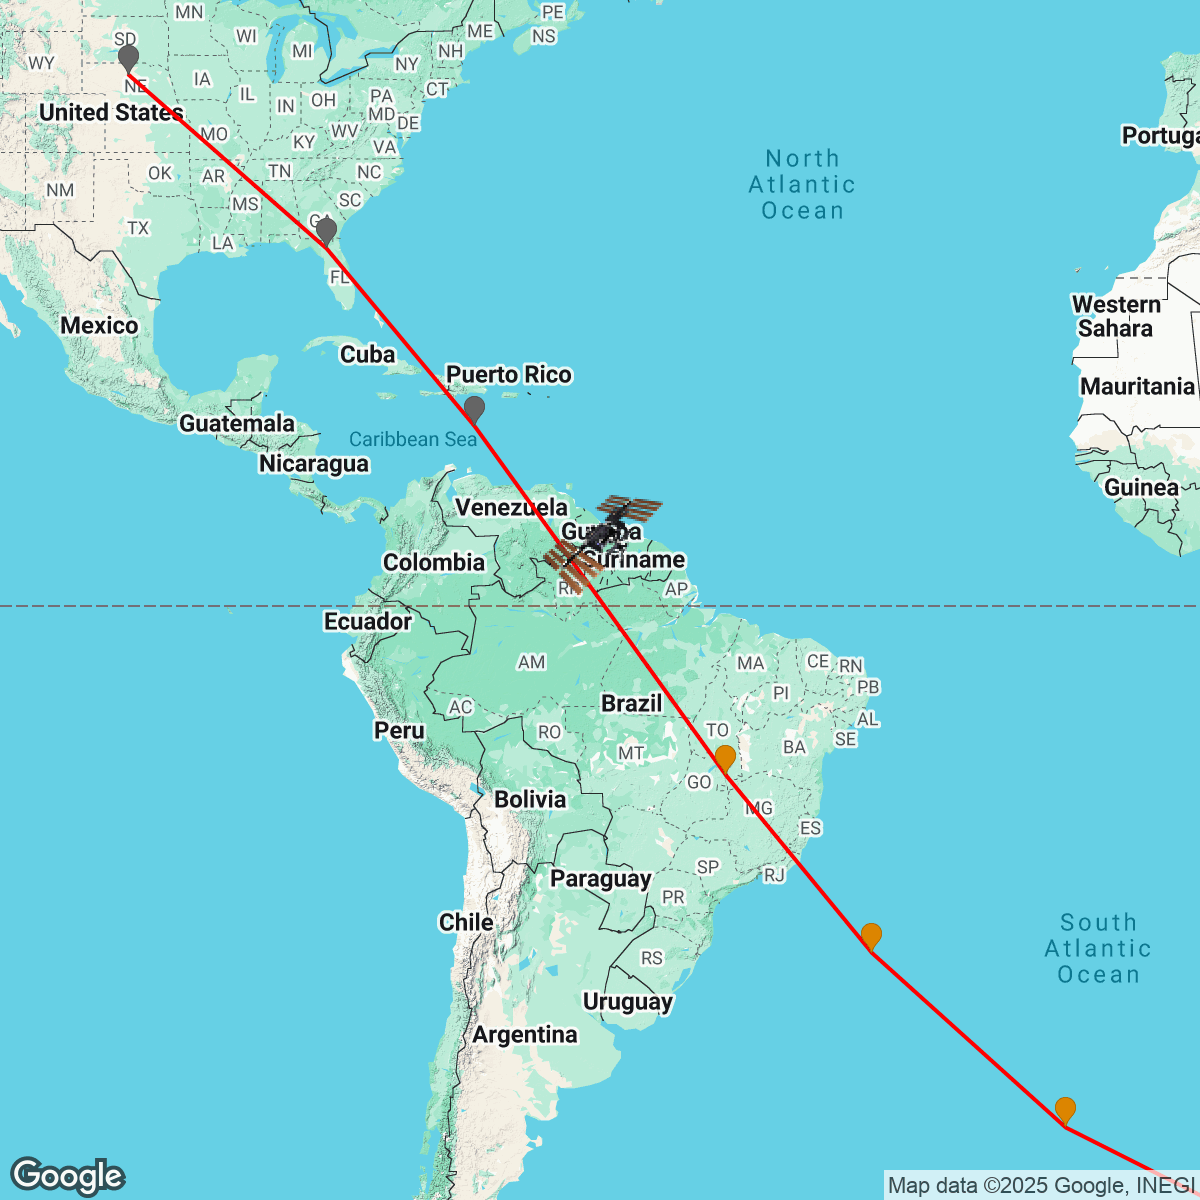 MN
PE
ME
NS
SD
WI
MI
NH
WY
NY
IA
NE
IL
IN
OH
PA
CT
United States
MD
DE
MO
KY
WV
VA
Portuga
North
Atlantic
Ocean
OK
AR
TN
NC
NM
MS
SC
TX
LA
GA
FL
Western
Sahara
Mexico
Cuba
Puerto Rico
Mauritania
Guatemala
Caribbean Sea
Nicaragua
Guinea
Venezuela
Colombia
Suriname
AP
Ecuador
AM
MA
CE
RN
PI
PB
AC
Brazil
AL
Peru
RO
TO
SE
MT
BA
GO
Bolivia
MG
ES
SP
RJ
Paraguay
PR
Chile
South
Atlantic
Ocean
RS
Uruguay
Argentina
Google
Map data ©2025 Google, INEGI